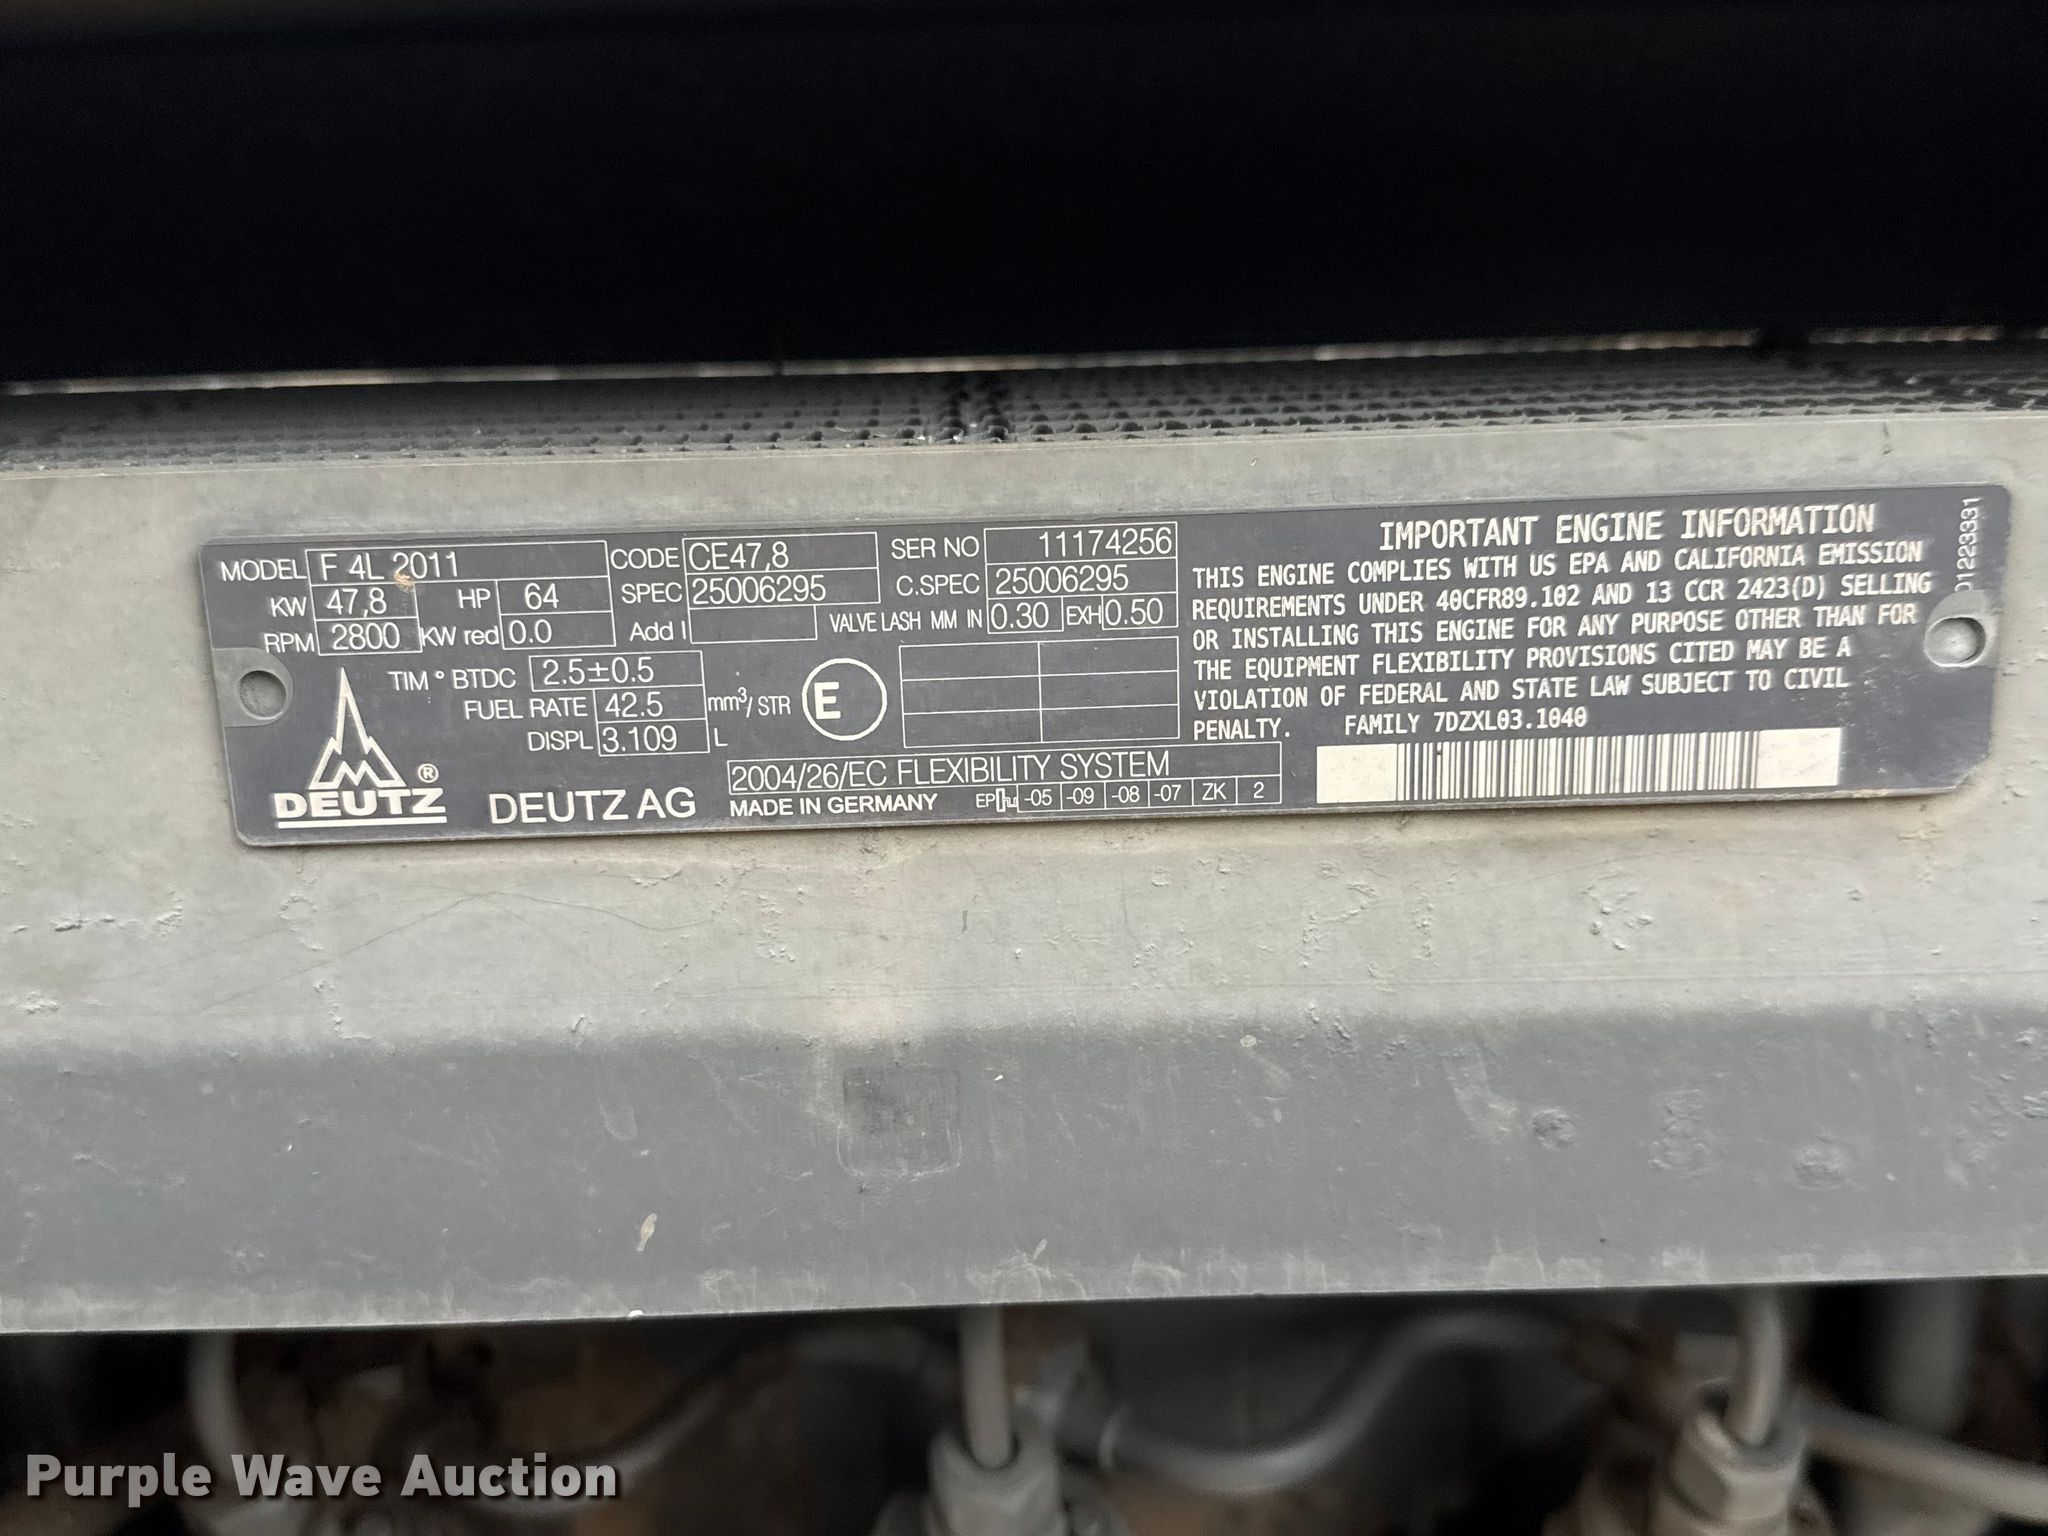 MODEL F 4L 2011 CODE CE47,8 SER NO 11174256
KW 47,8 HP 64 SPEC 25006295 C.SPEC 25006295
RPM 2800 KW red 0.0 Add I VALVE LASH MM IN 0.30 EXH 0.50
TIM ° BTDC 2.5±0.5
FUEL RATE 42.5 mm³/STR E
DISPL 3.109 L
2004/26/EC FLEXIBILITY SYSTEM
DEUTZ ® DEUTZ AG MADE IN GERMANY EP -05 -09 -08 -07 ZK 2
IMPORTANT ENGINE INFORMATION
THIS ENGINE COMPLIES WITH US EPA AND CALIFORNIA EMISSION
REQUIREMENTS UNDER 40CFR89.102 AND 13 CCR 2423(D) SELLING
OR INSTALLING THIS ENGINE FOR ANY PURPOSE OTHER THAN FOR
THE EQUIPMENT FLEXIBILITY PROVISIONS CITED MAY BE A
VIOLATION OF FEDERAL AND STATE LAW SUBJECT TO CIVIL
PENALTY. FAMILY 7DZXL03.1040
Purple Wave Auction